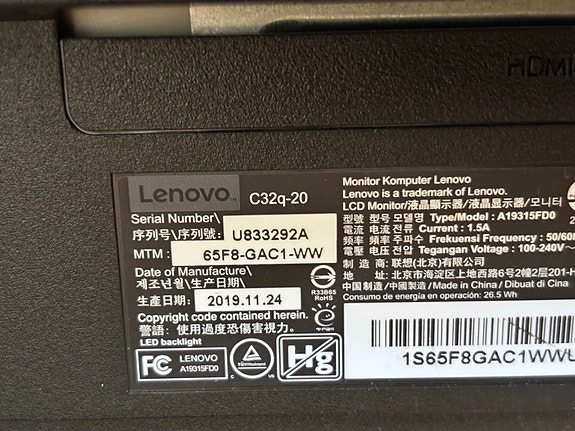 HDMI
Lenovo
C32q-20
Serial Number\
序列号\序列號:
U833292A
MTM :
65F8-GAC1-WW
Date of Manufacture\
제조년월\生产日期\
生產日期:
2019.11.24
R33B65
RoHS
Copyright code contained herein.
警語: 使用過度恐傷害視力。
LED backlight
FC
LENOVO
A19315FD0
Hg
Monitor Komputer Lenovo
Lenovo is a trademark of Lenovo.
LCD Monitor/液晶顯示器/液晶显示器/모니터
型號 型号 모델명 Type/Model : A19315FD0
電流 电流 전류 Current : 1.5A
頻率 频率 주파수 Frekuensi Frequency : 50/60
電壓 电压 전압 Tegangan Voltage : 100-240V~
制 造 商: 联想(北京)有限公司
地 址: 北京市海淀区上地西路6号2幢2层201-H
中国制造/中國製造/Made in China / Dibuat di Cina
Consumo de energía en operación: 26.5 Wh
1S65F8GAC1WWU